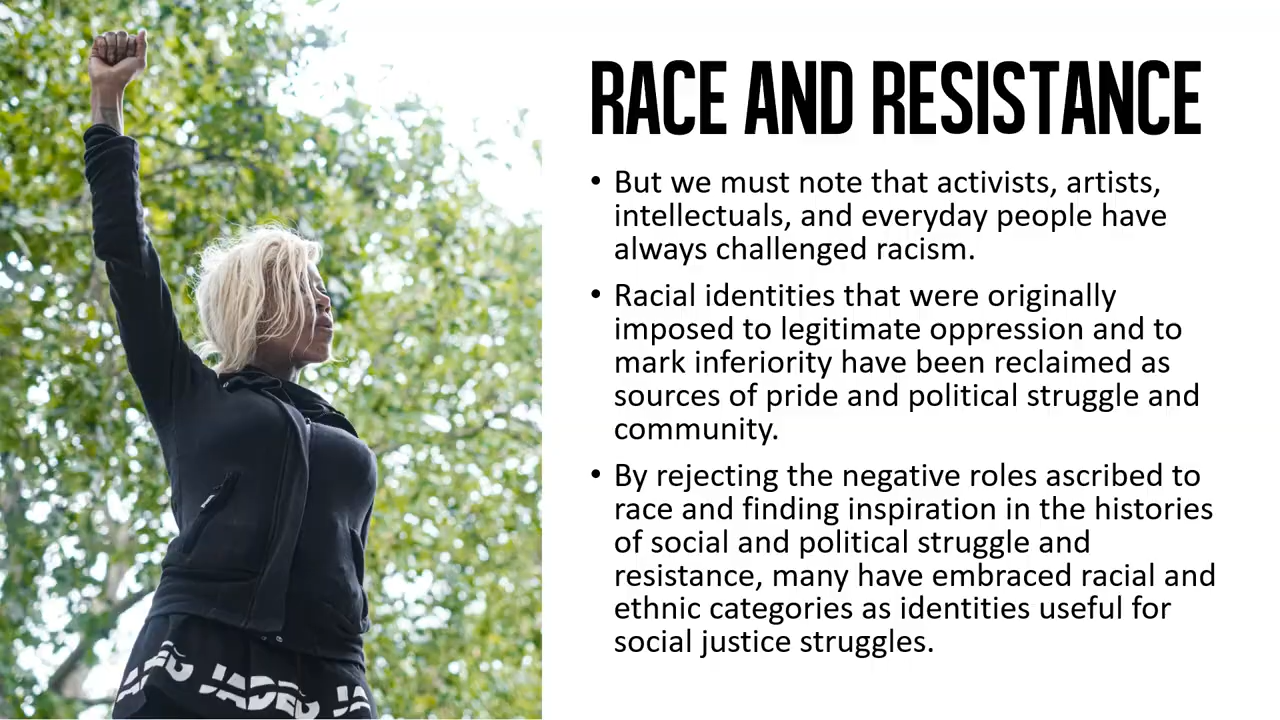 RACE AND RESISTANCE
• But we must note that activists, artists,
intellectuals, and everyday people have
always challenged racism.
• Racial identities that were originally
imposed to legitimate oppression and to
mark inferiority have been reclaimed as
sources of pride and political struggle and
community.
• By rejecting the negative roles ascribed to
race and finding inspiration in the histories
of social and political struggle and
resistance, many have embraced racial and
ethnic categories as identities useful for
social justice struggles.
JADED JADED JA